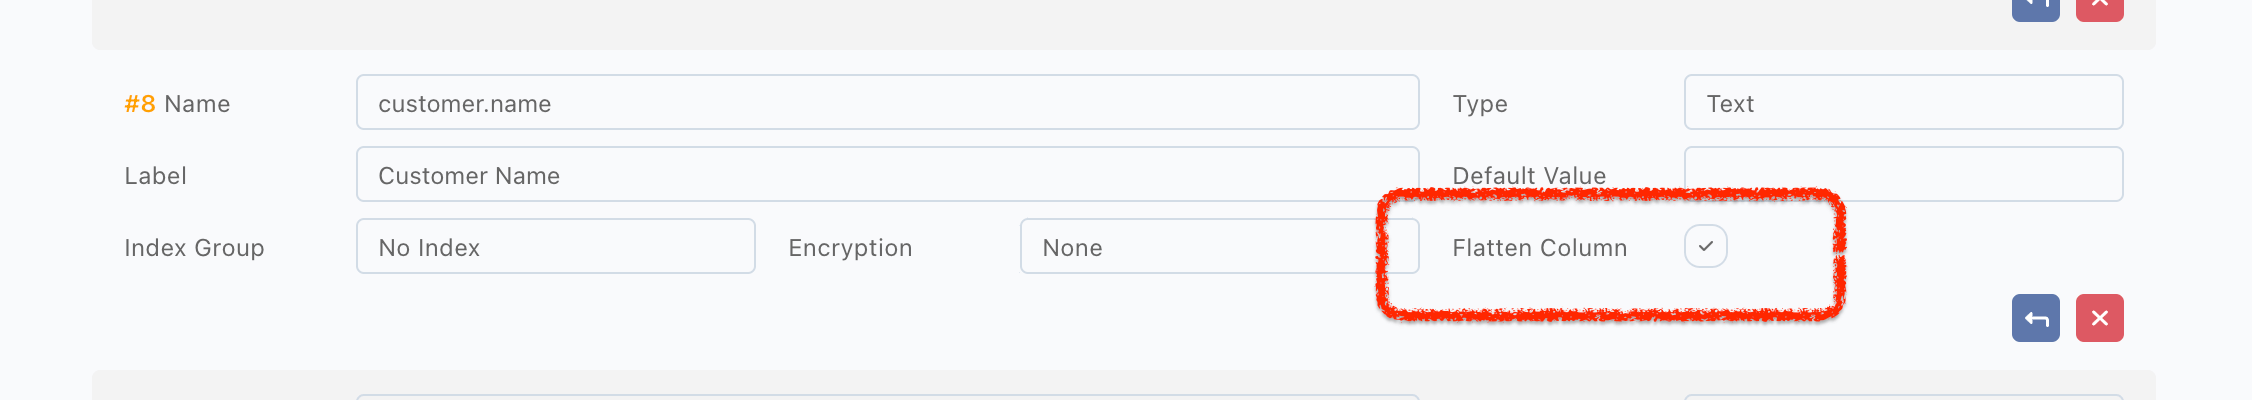 #8 Name customer.name Type Text
Label Customer Name Default Value
Index Group No Index Encryption None Flatten Column